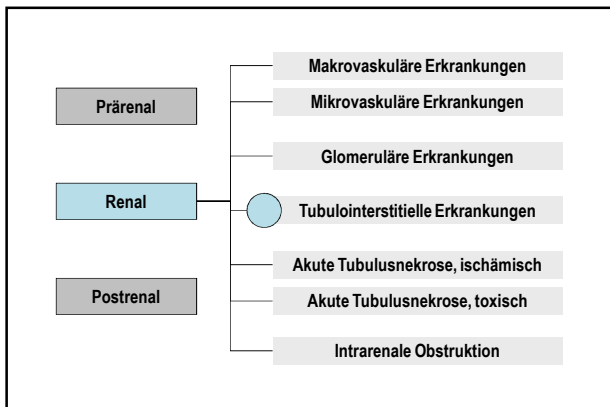 Prärenal
Renal
Postrenal
Makrovaskuläre Erkrankungen
Mikrovaskuläre Erkrankungen
Glomeruläre Erkrankungen
Tubulointerstitielle Erkrankungen
Akute Tubulusnekrose, ischämisch
Akute Tubulusnekrose, toxisch
Intrarenale Obstruktion